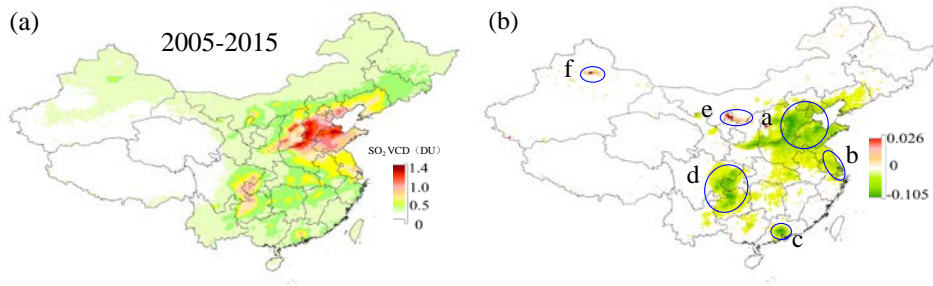 (a)
2005-2015
SO₂ VCD（DU）
1.4
1.0
0.5
0
(b)
f
e
a
b
d
c
0.026
0
-0.105